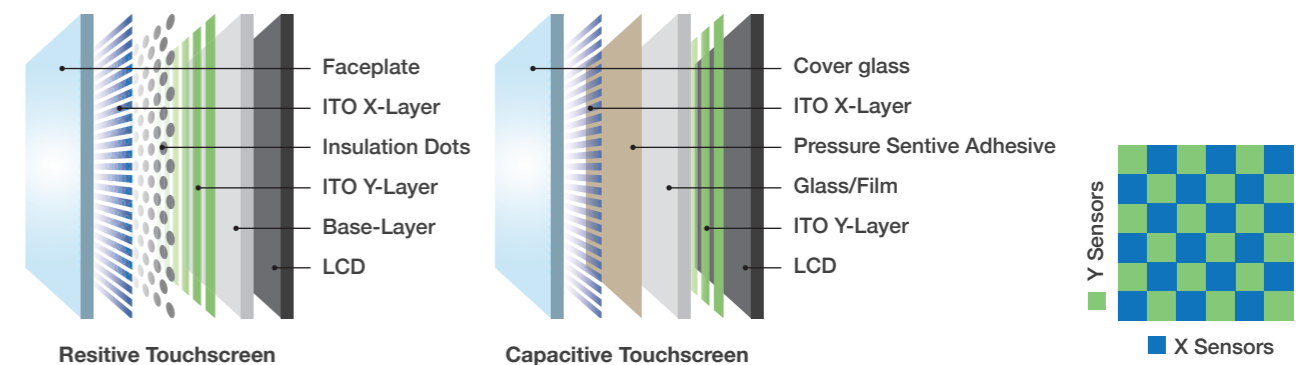 Faceplate
ITO X-Layer
Insulation Dots
ITO Y-Layer
Base-Layer
LCD
Resitive Touchscreen
Cover glass
ITO X-Layer
Pressure Sentive Adhesive
Glass/Film
ITO Y-Layer
LCD
Capacitive Touchscreen
Y Sensors
X Sensors